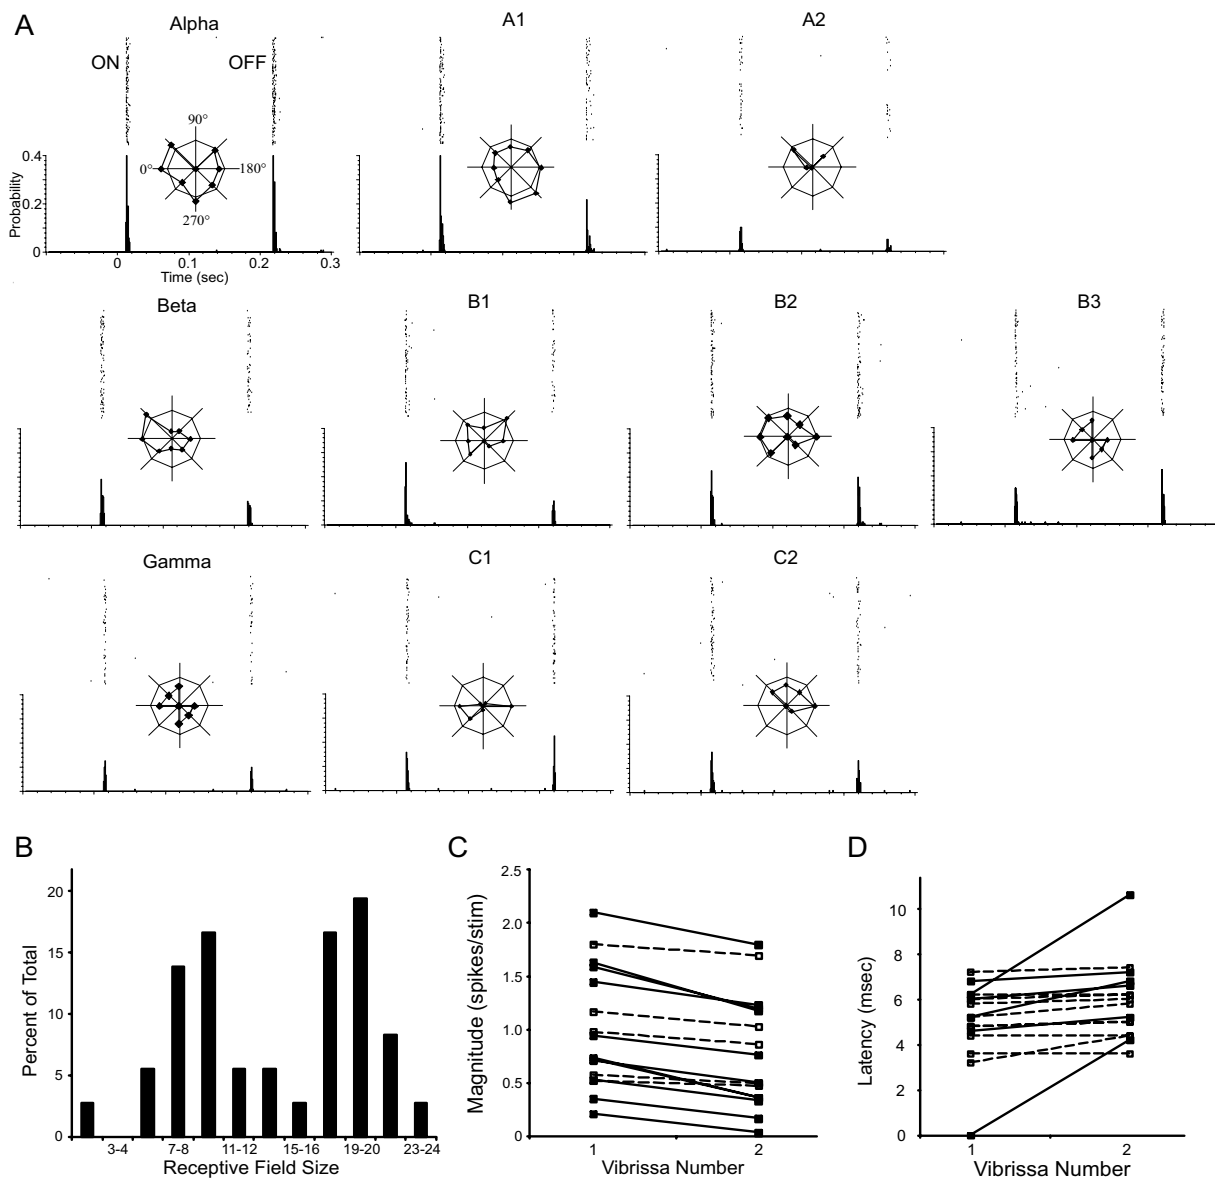 A
Alpha
A1
A2
ON
OFF
90°
0°
180°
270°
0.4
0.2
0
Probability
0
0.1
0.2
0.3
Time (sec)
Beta
B1
B2
B3
Gamma
C1
C2
B
20
15
10
5
0
Percent of Total
3-4
7-8
11-12
15-16
19-20
23-24
Receptive Field Size
C
2.5
2.0
1.5
1.0
0.5
0
Magnitude (spikes/stim)
1
2
Vibrissa Number
D
10
8
6
4
2
0
Latency (msec)
1
2
Vibrissa Number